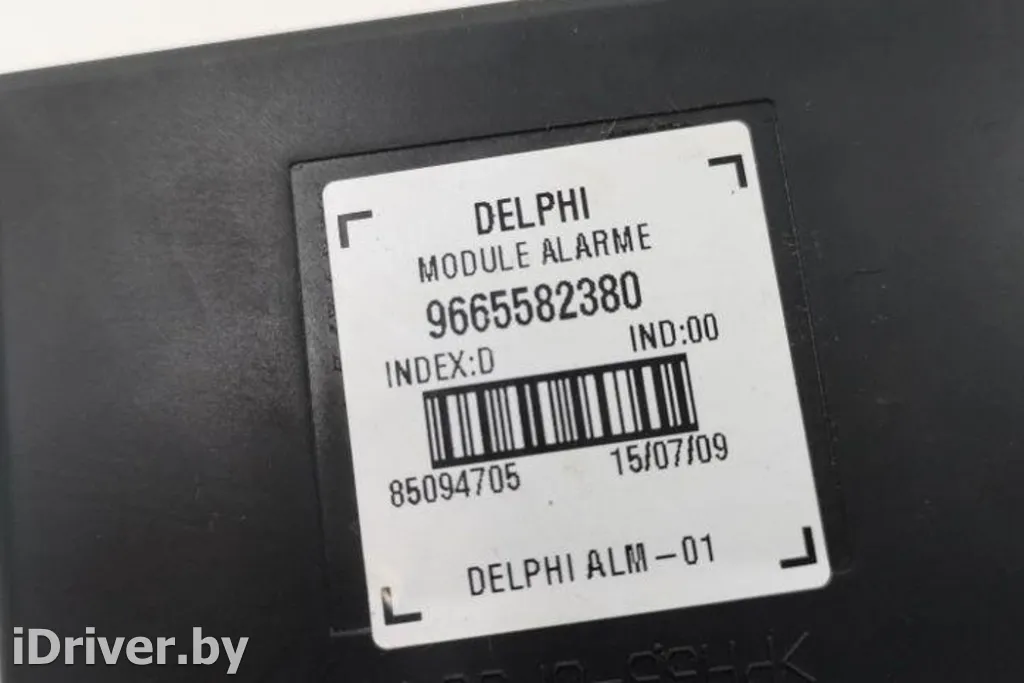 DELPHI
MODULE ALARME
9665582380
INDEX:D IND:00
85094705 15/07/09
DELPHI ALM-01
iDriver.by